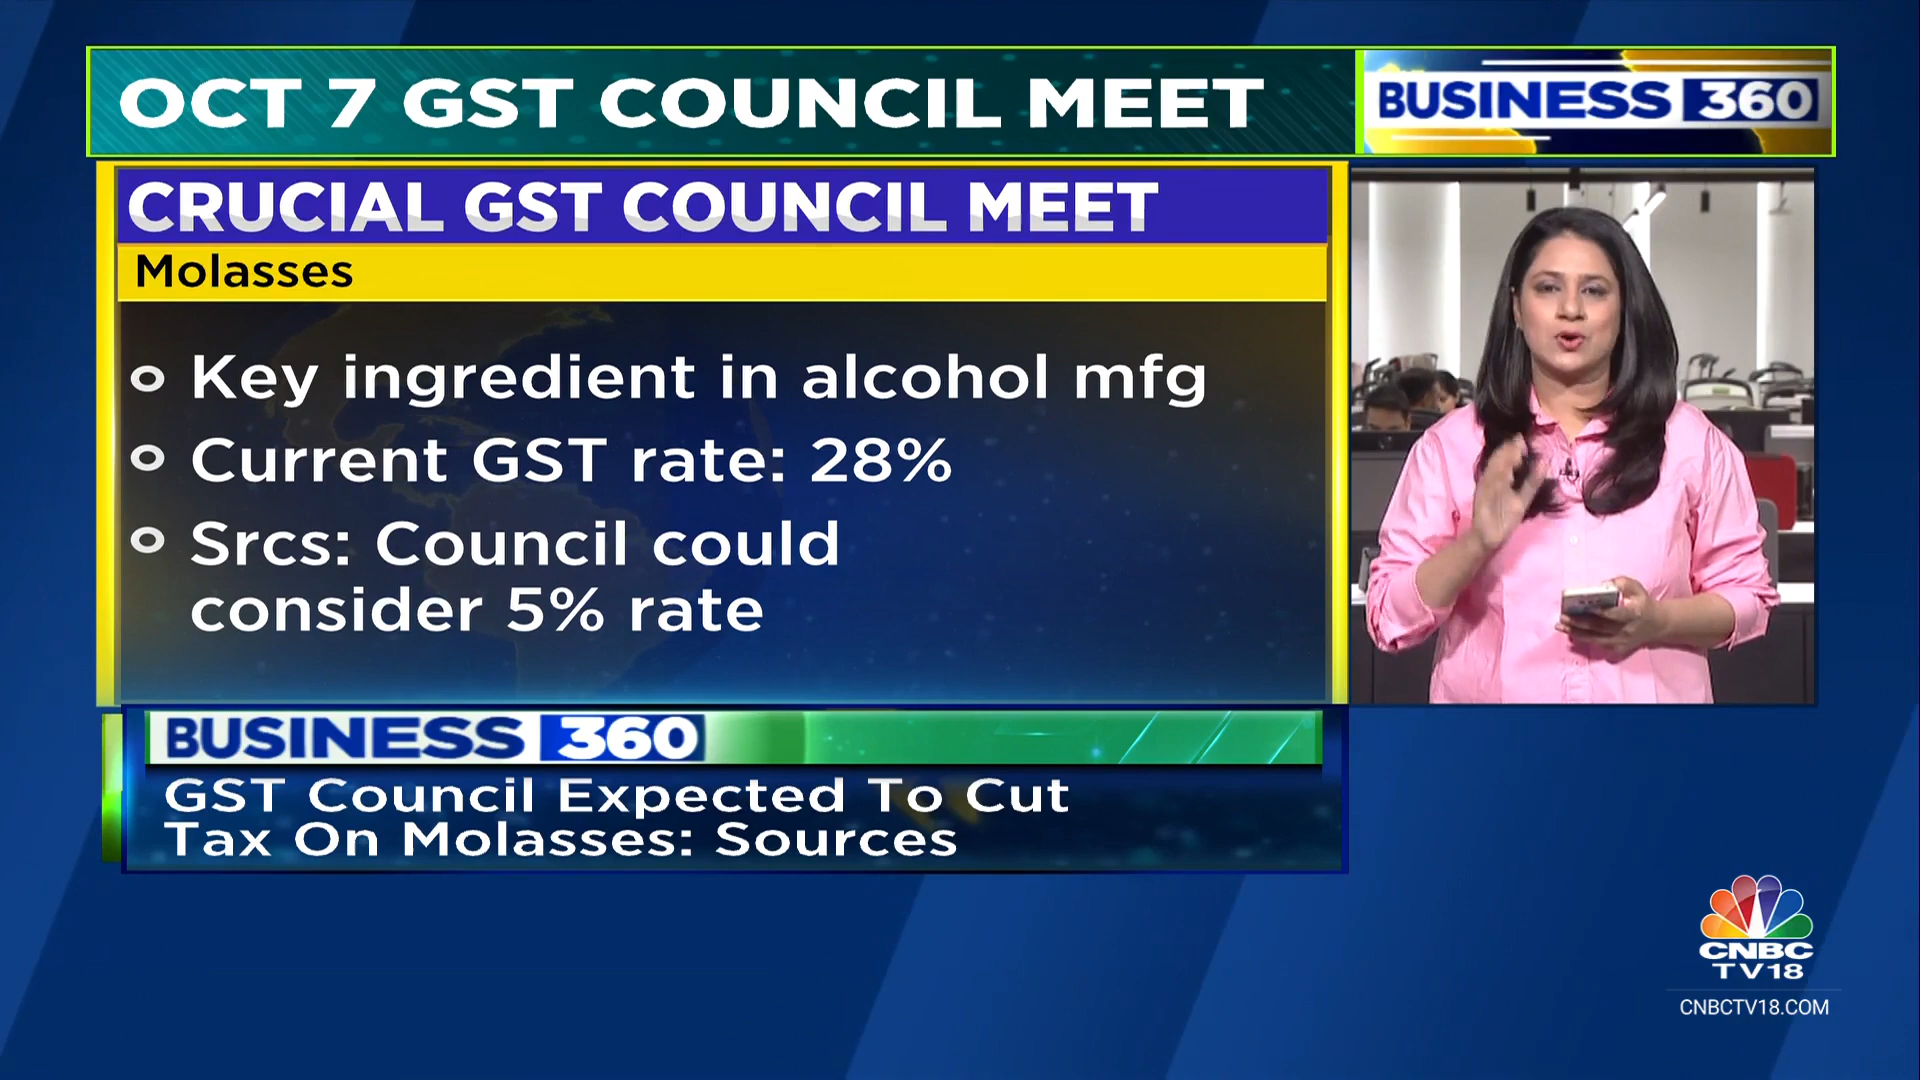 OCT 7 GST COUNCIL MEET
BUSINESS 360
CRUCIAL GST COUNCIL MEET
Molasses
Key ingredient in alcohol mfg
Current GST rate: 28%
Srcs: Council could
consider 5% rate
BUSINESS 360
GST Council Expected To Cut
Tax On Molasses: Sources
CNBC
TV18
CNBCTV18.COM